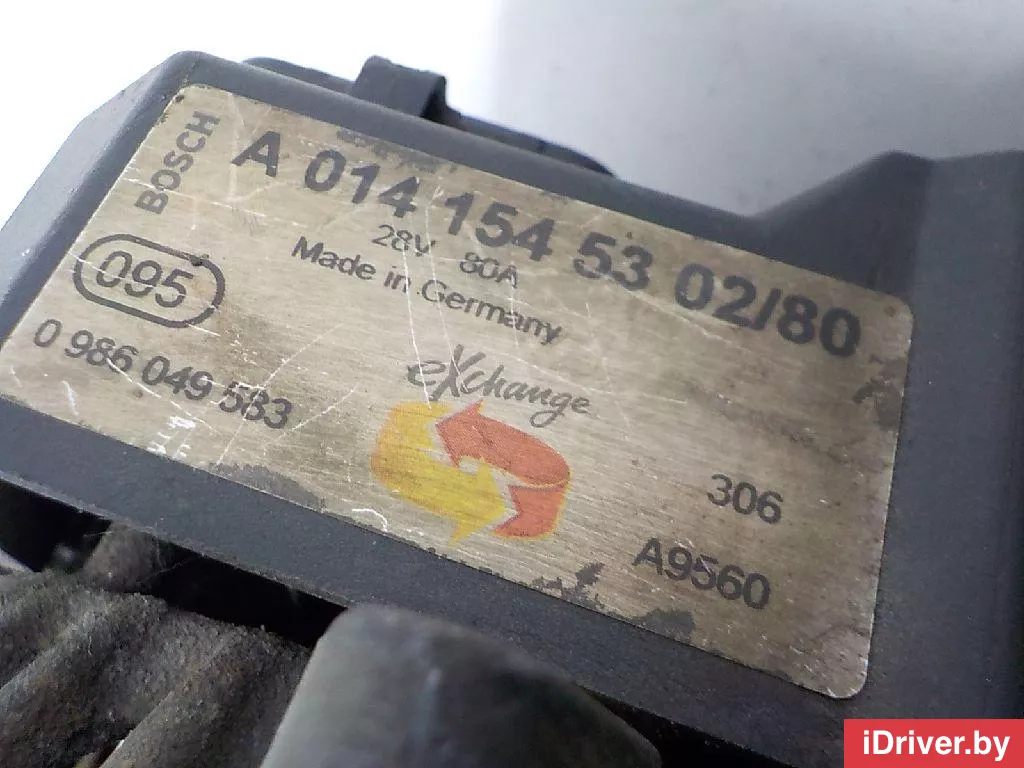 BOSCH
A 014 154 53 02/80
28V 80A
Made in Germany
095
0 986 049 583
eXchange
306
A9560
iDriver.by